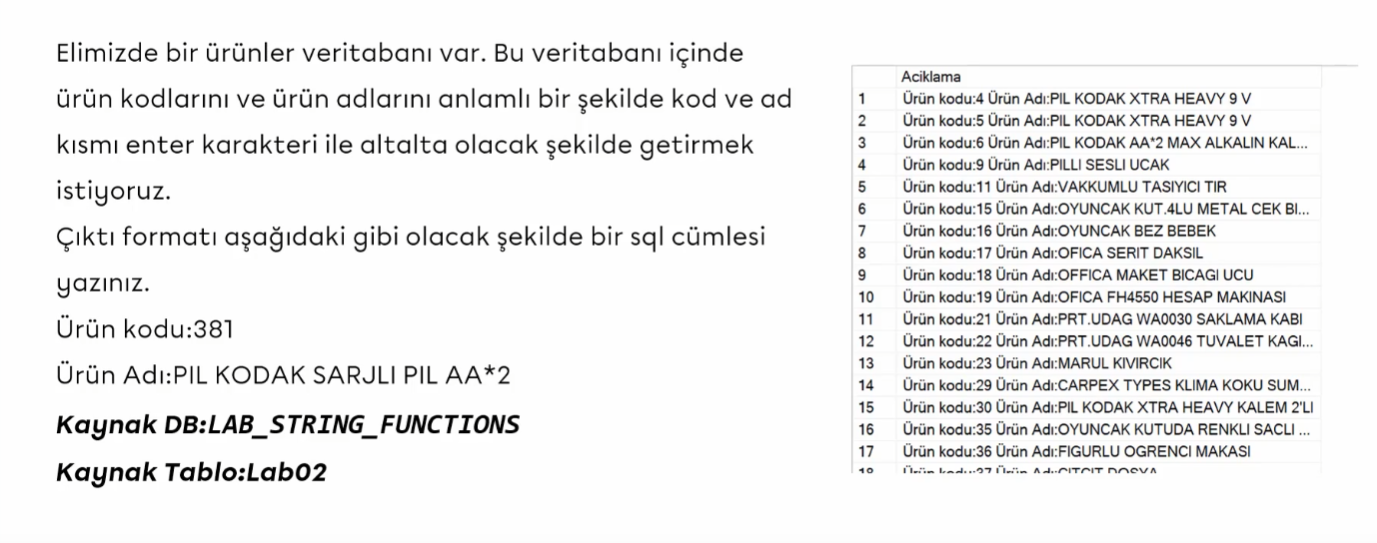 Elimizde bir ürünler veritabanı var. Bu veritabanı içinde
ürün kodlarını ve ürün adlarını anlamlı bir şekilde kod ve ad
kısmı enter karakteri ile altalta olacak şekilde getirmek
istiyoruz.
Çıktı formatı aşağıdaki gibi olacak şekilde bir sql cümlesi
yazınız.
Ürün kodu:381
Ürün Adı:PIL KODAK SARJLI PIL AA*2
Kaynak DB:LAB_STRING_FUNCTIONS
Kaynak Tablo:Lab02
Aciklama
1 Ürün kodu:4 Ürün Adı:PIL KODAK XTRA HEAVY 9 V
2 Ürün kodu:5 Ürün Adı:PIL KODAK XTRA HEAVY 9 V
3 Ürün kodu:6 Ürün Adı:PIL KODAK AA*2 MAX ALKALIN KAL...
4 Ürün kodu:9 Ürün Adı:PILLI SESLI UCAK
5 Ürün kodu:11 Ürün Adı:VAKKUMLU TASIYICI TIR
6 Ürün kodu:15 Ürün Adı:OYUNCAK KUT.4LU METAL CEK BI...
7 Ürün kodu:16 Ürün Adı:OYUNCAK BEZ BEBEK
8 Ürün kodu:17 Ürün Adı:OFICA SERIT DAKSIL
9 Ürün kodu:18 Ürün Adı:OFFICA MAKET BICAGI UCU
10 Ürün kodu:19 Ürün Adı:OFICA FH4550 HESAP MAKINASI
11 Ürün kodu:21 Ürün Adı:PRT.UDAG WA0030 SAKLAMA KABI
12 Ürün kodu:22 Ürün Adı:PRT.UDAG WA0046 TUVALET KAGI...
13 Ürün kodu:23 Ürün Adı:MARUL KIVIRCIK
14 Ürün kodu:29 Ürün Adı:CARPEX TYPES KLIMA KOKU SUM...
15 Ürün kodu:30 Ürün Adı:PIL KODAK XTRA HEAVY KALEM 2'LI
16 Ürün kodu:35 Ürün Adı:OYUNCAK KUTUDA RENKLI SACLI ...
17 Ürün kodu:36 Ürün Adı:FIGURLU OGRENCI MAKASI
18 Ürün kodu:37 Ürün Adı:CITCIT DOSYA